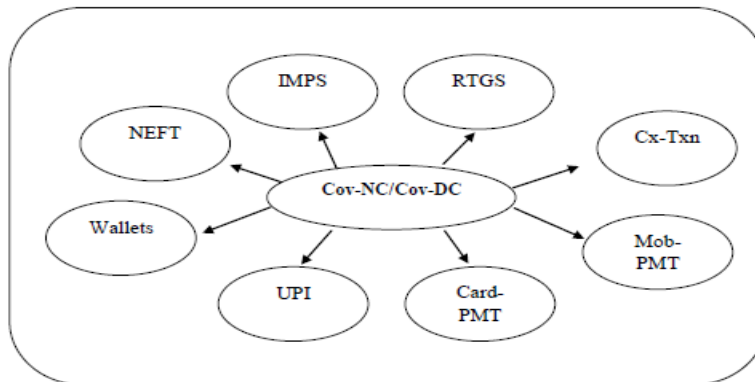 IMPS
RTGS
NEFT
Cx-Txn
Cov-NC/Cov-DC
Wallets
Mob-
PMT
UPI
Card-
PMT